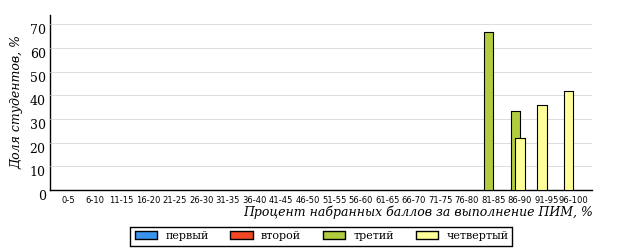 Доля студентов, %
70
60
50
40
30
20
10
0
0-5 6-10 11-15 16-20 21-25 26-30 31-35 36-40 41-45 46-50 51-55 56-60 61-65 66-70 71-75 76-80 81-85 86-90 91-95 96-100
Процент набранных баллов за выполнение ПИМ, %
первый второй третий четвертый